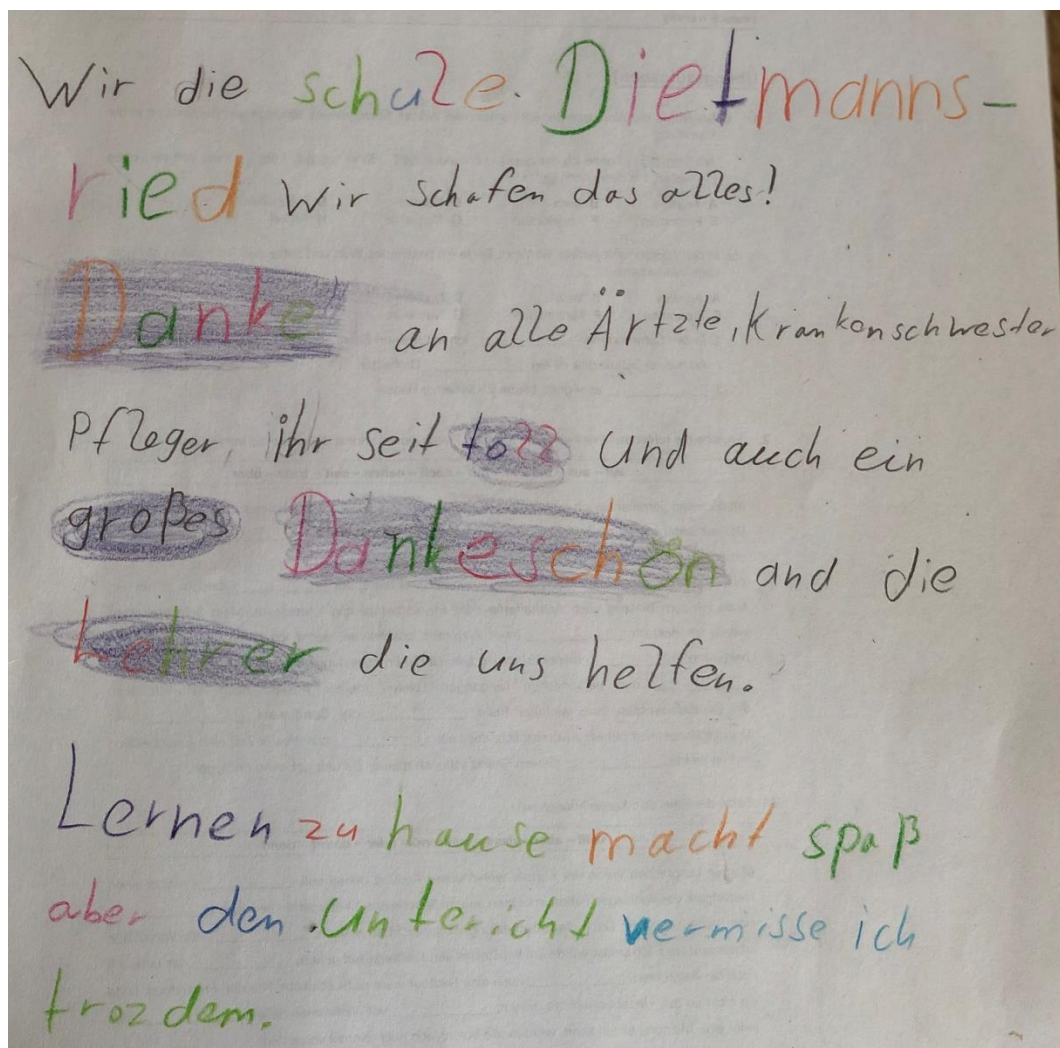 Wir die schule. Dietmanns-
ried wir schafen das alles!
Danke an alle Ärtzte, Krankenschwester
Pfleger, ihr seit toll und auch ein
großes Dankeschön and die
Lehrer die uns helfen.
Lernen zu hause macht spaß
aber den Untericht vermisse ich
trozdem.